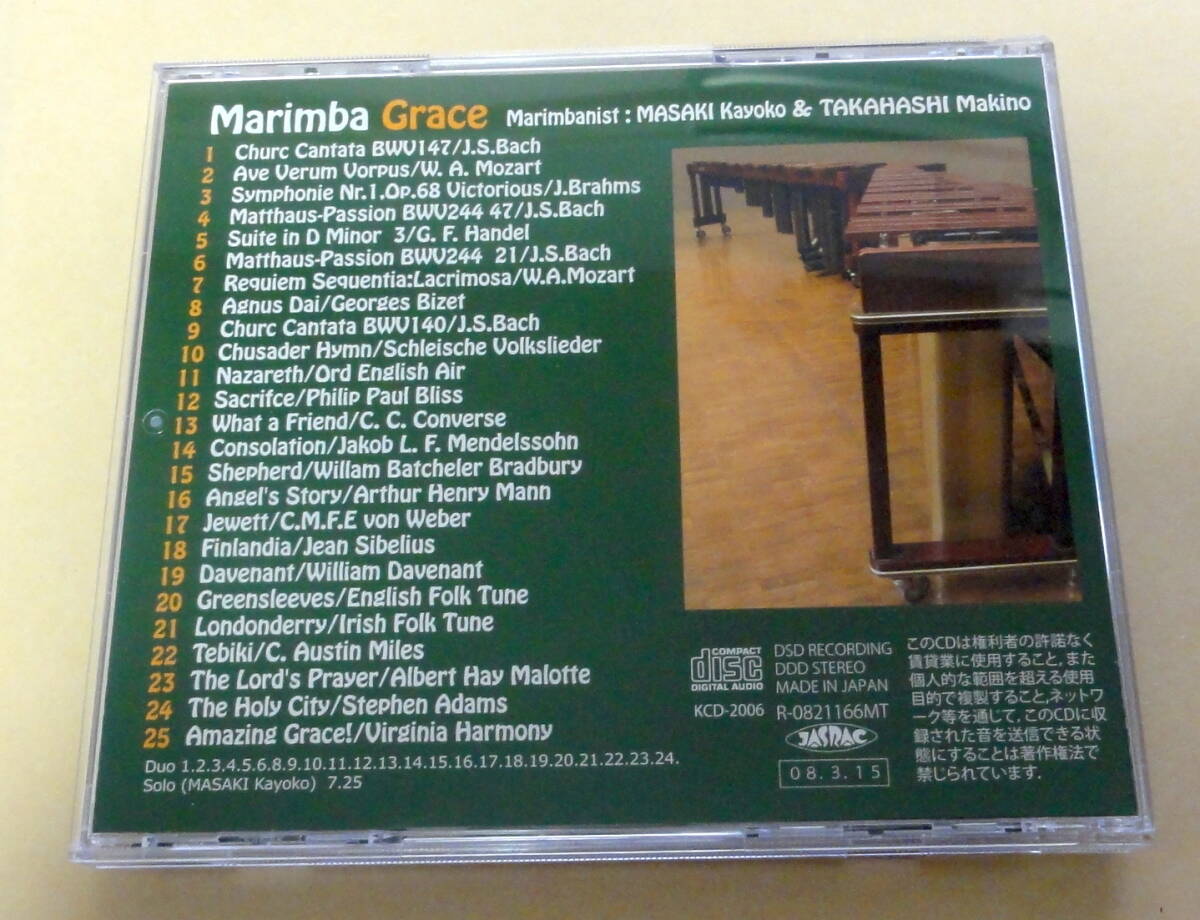 Marimba Grace Marimbanist : MASAKI Kayoko & TAKAHASHI Makino
1 Churc Cantata BWV147/J.S.Bach
2 Ave Verum Vorpus/W. A. Mozart
3 Symphonie Nr.1.Op.68 Victorious/J.Brahms
4 Matthaus-Passion BWV244 47/J.S.Bach
5 Suite in D Minor 3/G. F. Handel
6 Matthaus-Passion BWV244 21/J.S.Bach
7 Requiem Sequentia:Lacrimosa/W.A.Mozart
8 Agnus Dai/Georges Bizet
9 Churc Cantata BWV140/J.S.Bach
10 Chusader Hymn/Schleische Volkslieder
11 Nazareth/Ord English Air
12 Sacrifce/Philip Paul Bliss
13 What a Friend/C. C. Converse
14 Consolation/Jakob L. F. Mendelssohn
15 Shepherd/Willam Batcheler Bradbury
16 Angel's Story/Arthur Henry Mann
17 Jewett/C.M.F.E von Weber
18 Finlandia/Jean Sibelius
19 Davenant/William Davenant
20 Greensleeves/English Folk Tune
21 Londonderry/Irish Folk Tune
22 Tebiki/C. Austin Miles
23 The Lord's Prayer/Albert Hay Malotte
24 The Holy City/Stephen Adams
25 Amazing Grace!/Virginia Harmony
Duo 1.2.3.4.5.6.8.9.10.11.12.13.14.15.16.17.18.19.20.21.22.23.24.
Solo (MASAKI Kayoko) 7.25
COMPACT
disc
DIGITAL AUDIO
KCD-2006
DSD RECORDING
DDD STEREO
MADE IN JAPAN
R-0821166MT
JASRAC
08.3.15
このCDは権利者の許諾なく
賃貸業に使用すること, また
個人的な範囲を超える使用
目的で複製すること,ネットワ
ーク等を通じて, このCDに収
録された音を送信できる状
態にすることは著作権法で
禁じられています.